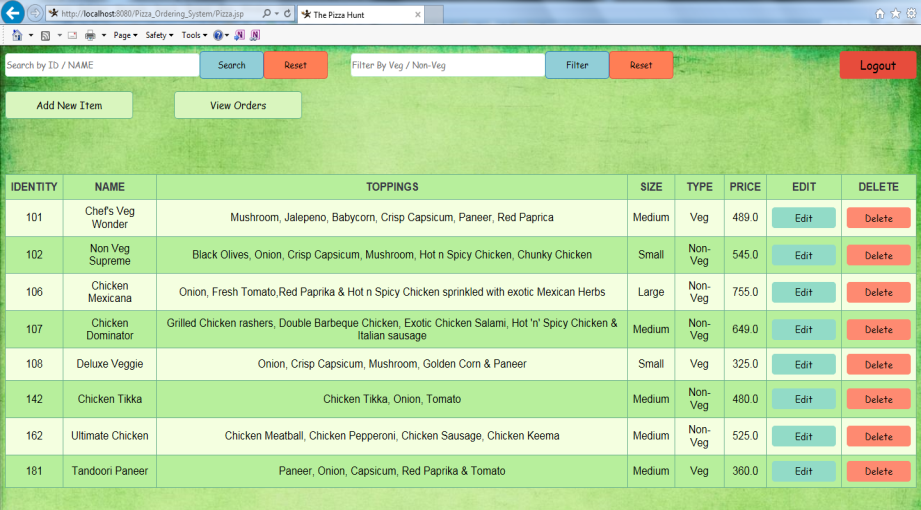 http://localhost:8080/Pizza_Ordering_System/Pizza.jsp
The Pizza Hunt
Page Safety Tools
Search by ID / NAME Search Reset Filter By Veg / Non-Veg Filter Reset Logout
Add New Item View Orders
IDENTITY NAME TOPPINGS SIZE TYPE PRICE EDIT DELETE
101 Chef's Veg Wonder Mushroom, Jalepeno, Babycorn, Crisp Capsicum, Paneer, Red Paprica Medium Veg 489.0 Edit Delete
102 Non Veg Supreme Black Olives, Onion, Crisp Capsicum, Mushroom, Hot n Spicy Chicken, Chunky Chicken Small Non-Veg 545.0 Edit Delete
106 Chicken Mexicana Onion, Fresh Tomato,Red Paprika & Hot n Spicy Chicken sprinkled with exotic Mexican Herbs Large Non-Veg 755.0 Edit Delete
107 Chicken Dominator Grilled Chicken rashers, Double Barbeque Chicken, Exotic Chicken Salami, Hot 'n' Spicy Chicken & Italian sausage Medium Non-Veg 649.0 Edit Delete
108 Deluxe Veggie Onion, Crisp Capsicum, Mushroom, Golden Corn & Paneer Small Veg 325.0 Edit Delete
142 Chicken Tikka Chicken Tikka, Onion, Tomato Medium Non-Veg 480.0 Edit Delete
162 Ultimate Chicken Chicken Meatball, Chicken Pepperoni, Chicken Sausage, Chicken Keema Medium Non-Veg 525.0 Edit Delete
181 Tandoori Paneer Paneer, Onion, Capsicum, Red Paprika & Tomato Medium Veg 360.0 Edit Delete